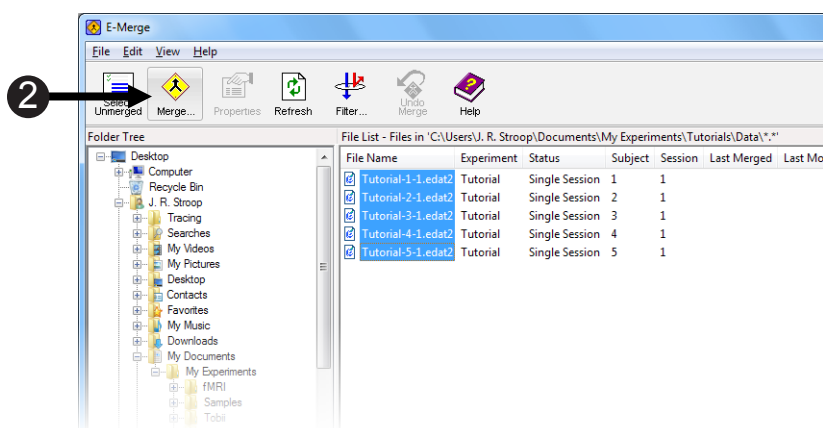 E-Merge
File Edit View Help
2
Select Unmerged Merge... Properties Refresh Filter... Undo Merge Help
Folder Tree File List - Files in 'C:\Users\J. R. Stroop\Documents\My Experiments\Tutorials\Data\*.*'
File Name Experiment Status Subject Session Last Merged Last Mo
Tutorial-1-1.edat2 Tutorial Single Session 1 1
Tutorial-2-1.edat2 Tutorial Single Session 2 1
Tutorial-3-1.edat2 Tutorial Single Session 3 1
Tutorial-4-1.edat2 Tutorial Single Session 4 1
Tutorial-5-1.edat2 Tutorial Single Session 5 1
Desktop
Computer
Recycle Bin
J. R. Stroop
Tracing
Searches
My Videos
My Pictures
Desktop
Contacts
Favorites
My Music
Downloads
My Documents
My Experiments
fMRI
Samples
Tobii